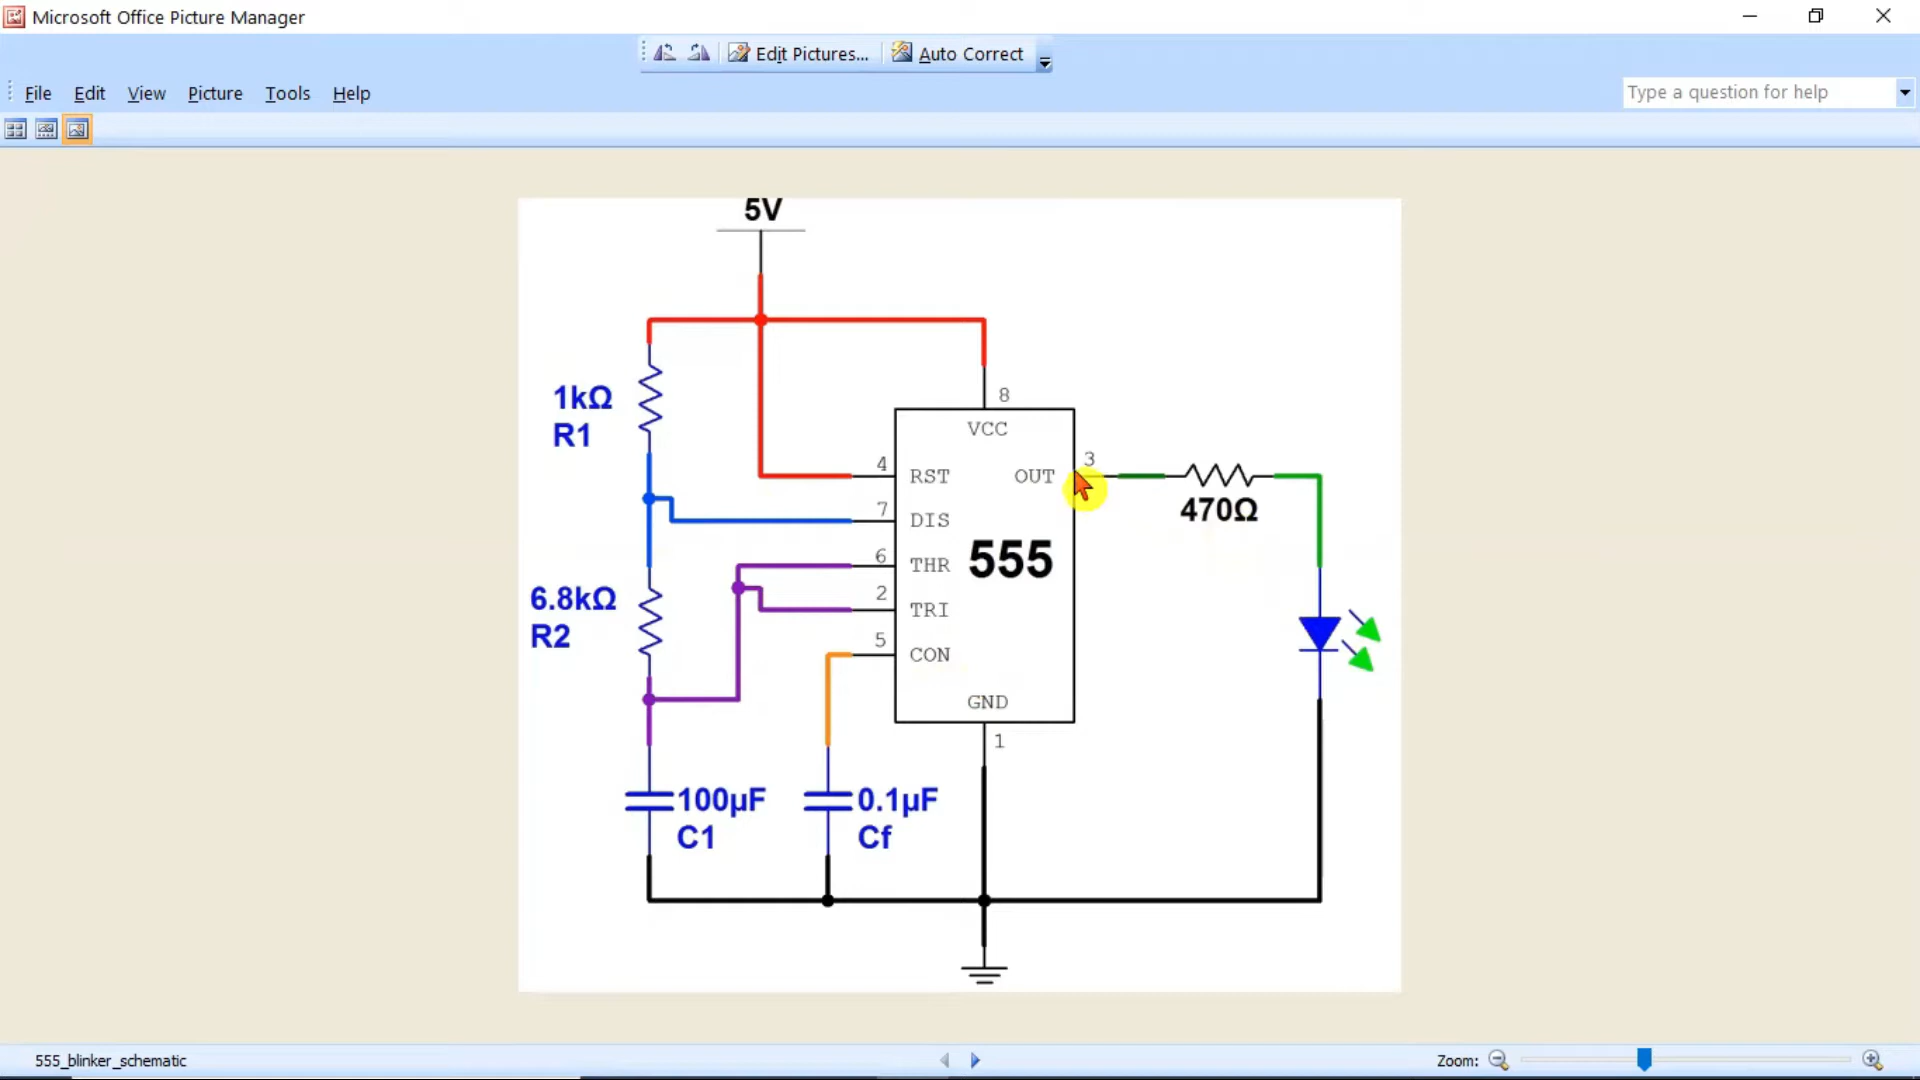 Microsoft Office Picture Manager
Edit Pictures...
Auto Correct
File Edit View Picture Tools Help
Type a question for help
5V
1kΩ
R1
8
VCC
4
RST
OUT
3
7
DIS
470Ω
6
THR
555
6.8kΩ
R2
2
TRI
5
CON
GND
1
100µF
C1
0.1µF
Cf
555_blinker_schematic
Zoom: